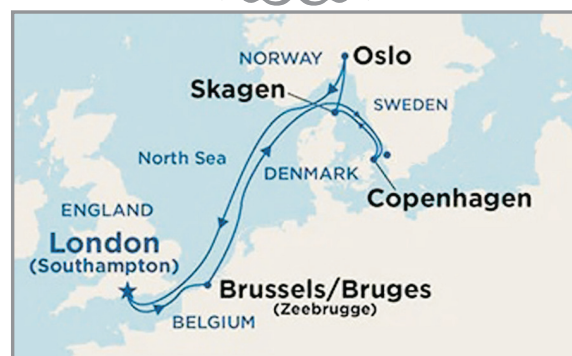 NORWAY
Oslo
Skagen
SWEDEN
North Sea
DENMARK
Copenhagen
ENGLAND
London
(Southampton)
Brussels/Bruges
(Zeebrugge)
BELGIUM